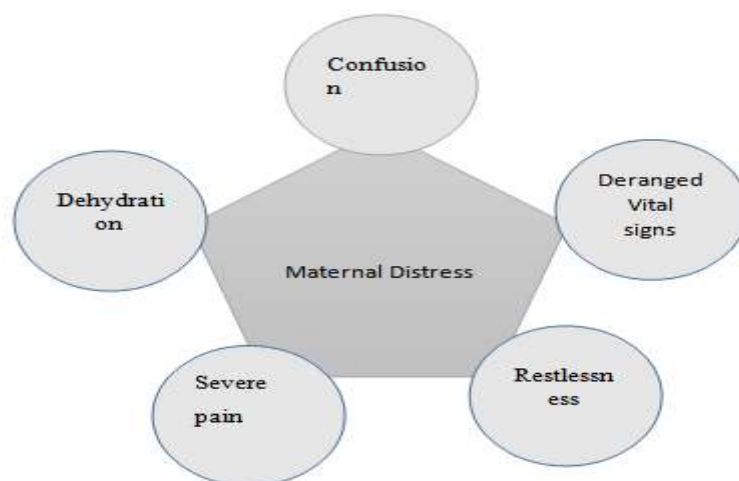 Confusio
n
Dehydrati
on
Deranged
Vital
signs
Maternal Distress
Severe
pain
Restlessn
ess